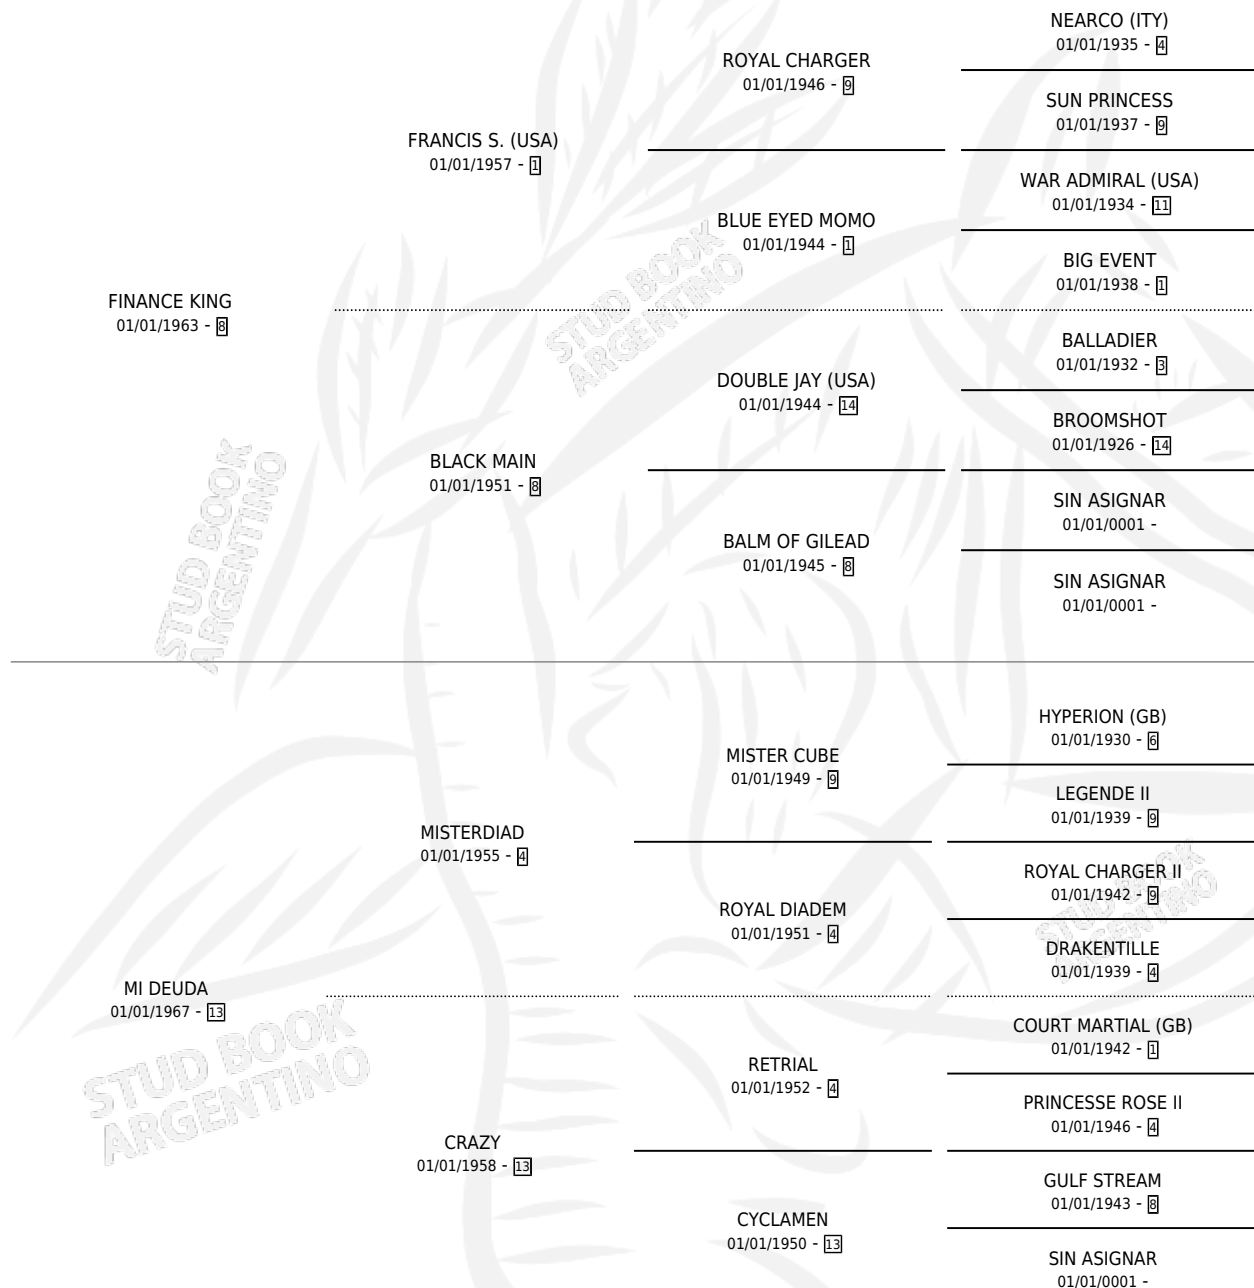 NEARCO (ITY)
01/01/1935 - 4
ROYAL CHARGER
01/01/1946 - 9
SUN PRINCESS
01/01/1937 - 9
FRANCIS S. (USA)
01/01/1957 - 1
WAR ADMIRAL (USA)
01/01/1934 - 11
BLUE EYED MOMO
01/01/1944 - 1
BIG EVENT
01/01/1938 - 1
FINANCE KING
01/01/1963 - 8
BALLADIER
01/01/1932 - 3
DOUBLE JAY (USA)
01/01/1944 - 14
BROOMSHOT
01/01/1926 - 14
BLACK MAIN
01/01/1951 - 8
SIN ASIGNAR
01/01/0001 -
BALM OF GILEAD
01/01/1945 - 8
SIN ASIGNAR
01/01/0001 -
HYPERION (GB)
01/01/1930 - 6
MISTER CUBE
01/01/1949 - 9
LEGENDE II
01/01/1939 - 9
MISTERDIAD
01/01/1955 - 4
ROYAL CHARGER II
01/01/1942 - 9
ROYAL DIADEM
01/01/1951 - 4
DRAKENTILLE
01/01/1939 - 4
MI DEUDA
01/01/1967 - 13
COURT MARTIAL (GB)
01/01/1942 - 1
RETRIAL
01/01/1952 - 4
PRINCESSE ROSE II
01/01/1946 - 4
CRAZY
01/01/1958 - 13
GULF STREAM
01/01/1943 - 8
CYCLAMEN
01/01/1950 - 13
SIN ASIGNAR
01/01/0001 -
STUD BOOK
ARGENTINO
STUD BOOK
ARGENTINO
STUD BOOK
ARGENTINO
STUD BOOK
ARGENTINO